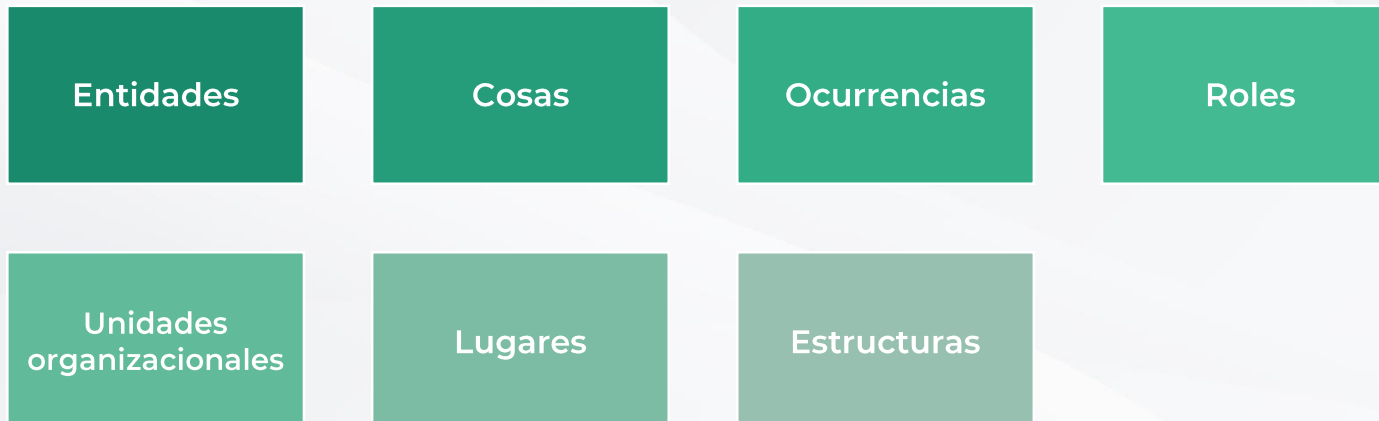 Entidades
Cosas
Ocurrencias
Roles
Unidades
organizacionales
Lugares
Estructuras